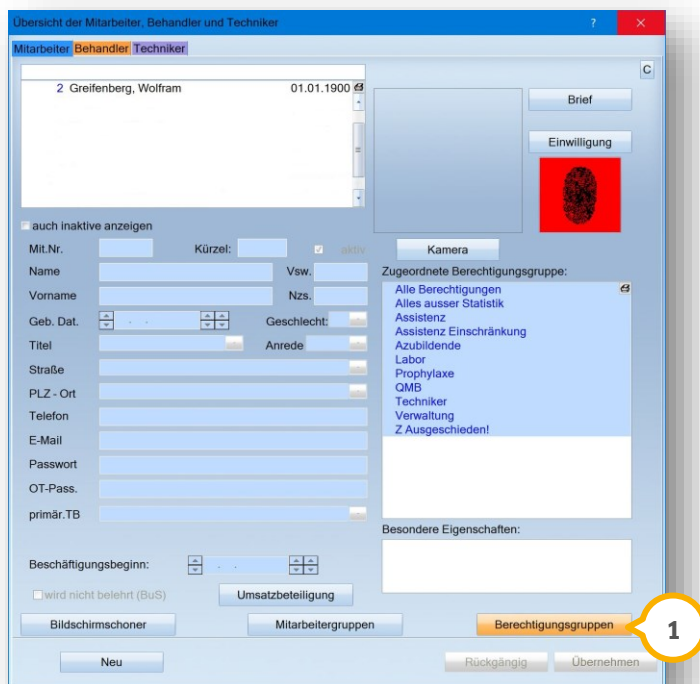 Übersicht der Mitarbeiter, Behandler und Techniker ?
Mitarbeiter Behandler Techniker
C
2 Greifenberg, Wolfram 01.01.1900
Brief
Einwilligung
auch inaktive anzeigen
Mit.Nr. Kürzel: aktiv
Kamera
Name Vsw.
Zugeordnete Berechtigungsgruppe:
Vorname Nzs.
Geb. Dat. Geschlecht:
Titel Anrede
Straße
PLZ - Ort
Telefon
E-Mail
Passwort
OT-Pass.
primär.TB
Alle Berechtigungen
Alles ausser Statistik
Assistenz
Assistenz Einschränkung
Azubildende
Labor
Prophylaxe
QMB
Techniker
Verwaltung
Z Ausgeschieden!
Besondere Eigenschaften:
Beschäftigungsbeginn:
wird nicht belehrt (BuS) Umsatzbeteiligung
Bildschirmschoner Mitarbeitergruppen Berechtigungsgruppen 1
Neu Rückgängig Übernehmen